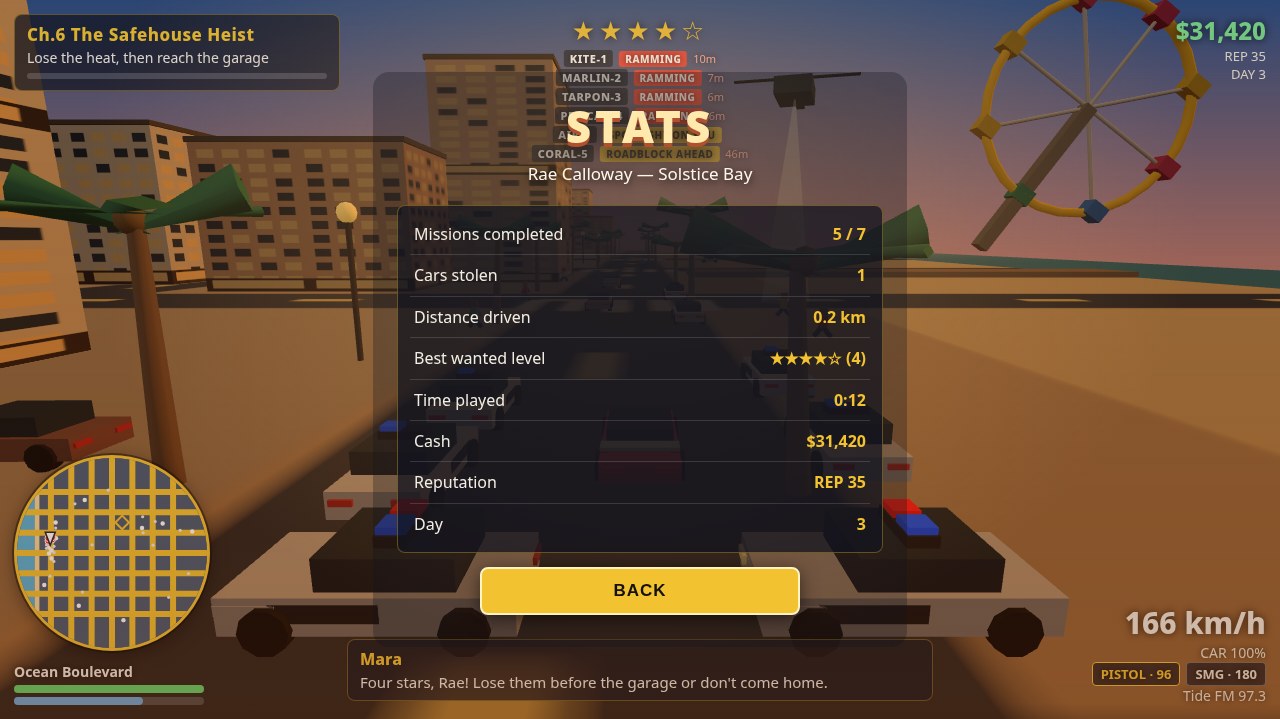 Ch.6 The Safehouse Heist
Lose the heat, then reach the garage
★★★★☆
KITE-1 RAMMING 10m
MARLIN-2 RAMMING 7m
TARPON-3 RAMMING 6m
CORAL-5 ROADBLOCK AHEAD 46m
$31,420
REP 35
DAY 3
STATS
Rae Calloway — Solstice Bay
Missions completed 5 / 7
Cars stolen 1
Distance driven 0.2 km
Best wanted level ★★★★☆ (4)
Time played 0:12
Cash $31,420
Reputation REP 35
Day 3
BACK
Mara
Four stars, Rae! Lose them before the garage or don't come home.
Ocean Boulevard
166 km/h
CAR 100%
PISTOL · 96 SMG · 180
Tide FM 97.3